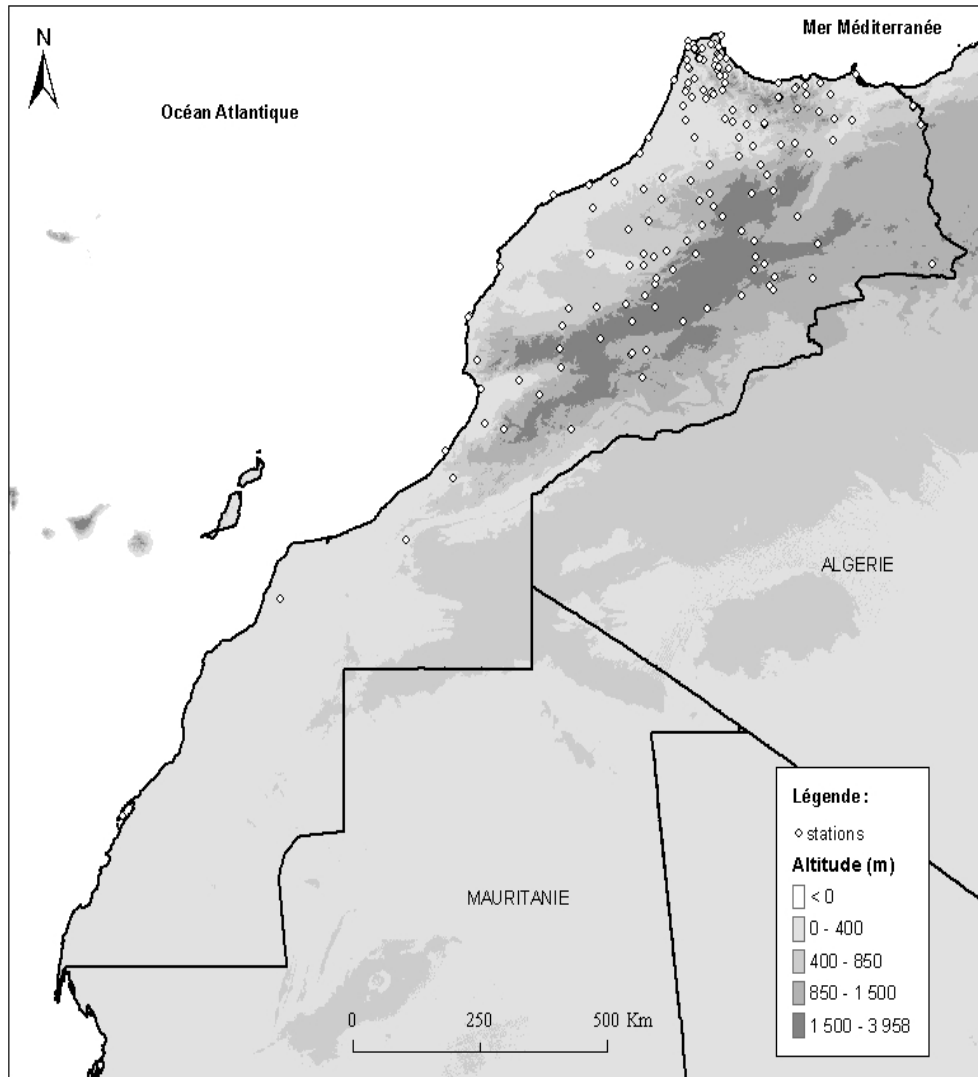 N
Mer Méditerranée
Océan Atlantique
ALGERIE
MAURITANIE
Légende :
stations
Altitude (m)
< 0
0 - 400
400 - 850
850 - 1 500
1 500 - 3 958
0 250 500 Km